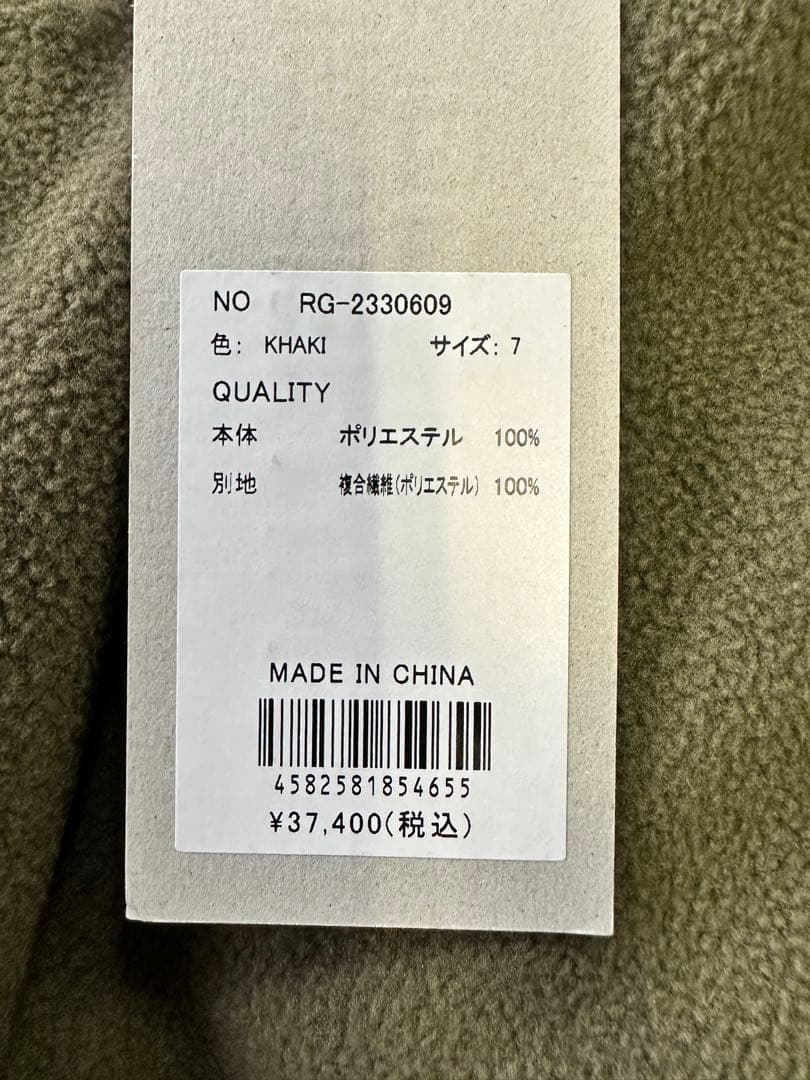 NO RG-2330609
色: KHAKI サイズ: 7
QUALITY
本体 ポリエステル 100%
別地 複合繊維(ポリエステル) 100%
MADE IN CHINA
4582581854655
¥37,400(税込)